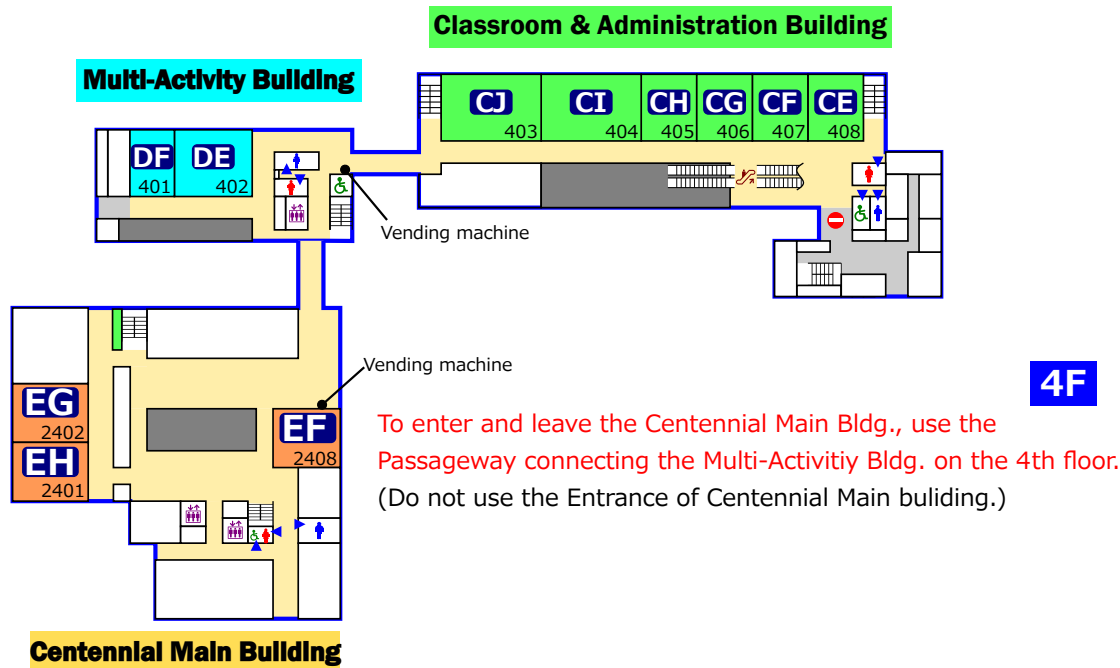 Classroom & Administration Building
Multi-Activity Building
CJ
403
CI
404
CH
405
CG
406
CF
407
CE
408
DF
401
DE
402
Vending machine
Vending machine
4F
EG
2402
EH
2401
EF
2408
To enter and leave the Centennial Main Bldg., use the
Passageway connecting the Multi-Activitiy Bldg. on the 4th floor.
(Do not use the Entrance of Centennial Main buliding.)
Centennial Main Building